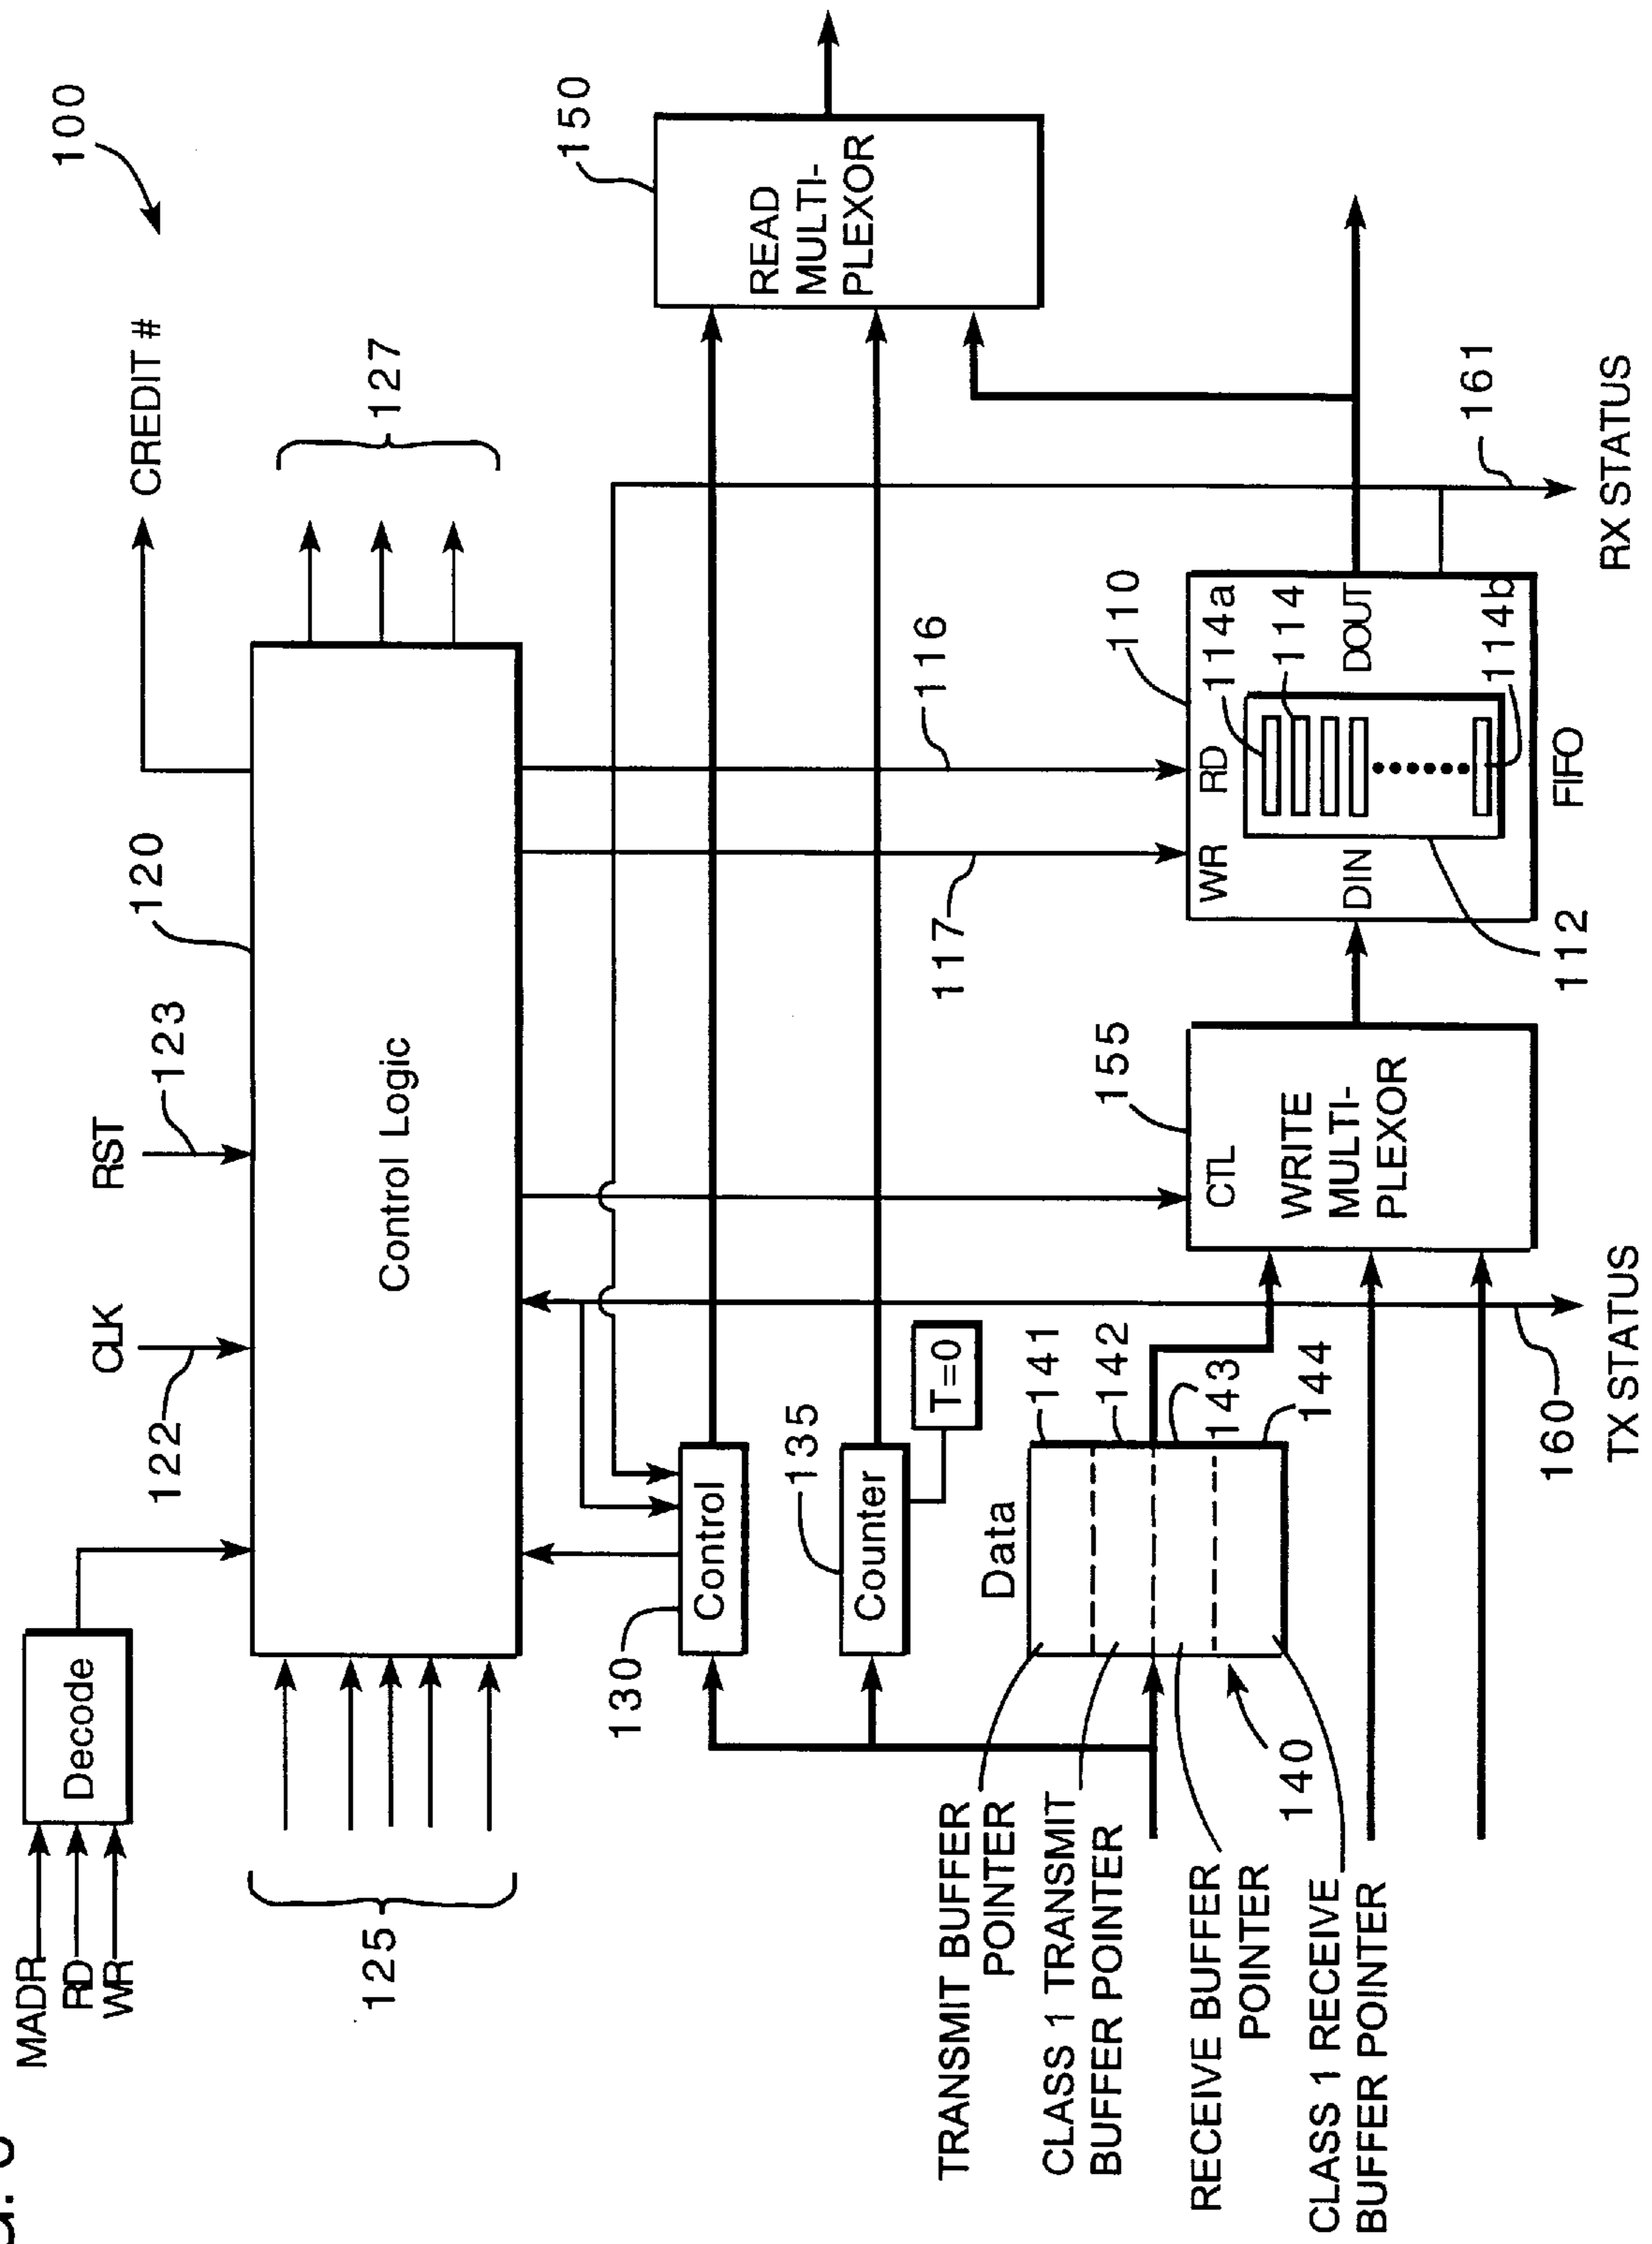 100
MADR
RD
WR
Decode
CLK
122
RST
123
120
CREDIT #
125
Control Logic
127
130
Control
135
Counter
T=0
150
READ
MULTI-
PLEXOR
TRANSMIT BUFFER
POINTER
CLASS 1 TRANSMIT
BUFFER POINTER
RECEIVE BUFFER
POINTER
CLASS 1 RECEIVE
BUFFER POINTER
140
Data
141
142
143
144
155
CTL
WRITE
MULTI-
PLEXOR
117
116
110
WR
RD
114a
114
DIN
DOUT
114b
112
FIFO
160
TX STATUS
161
RX STATUS